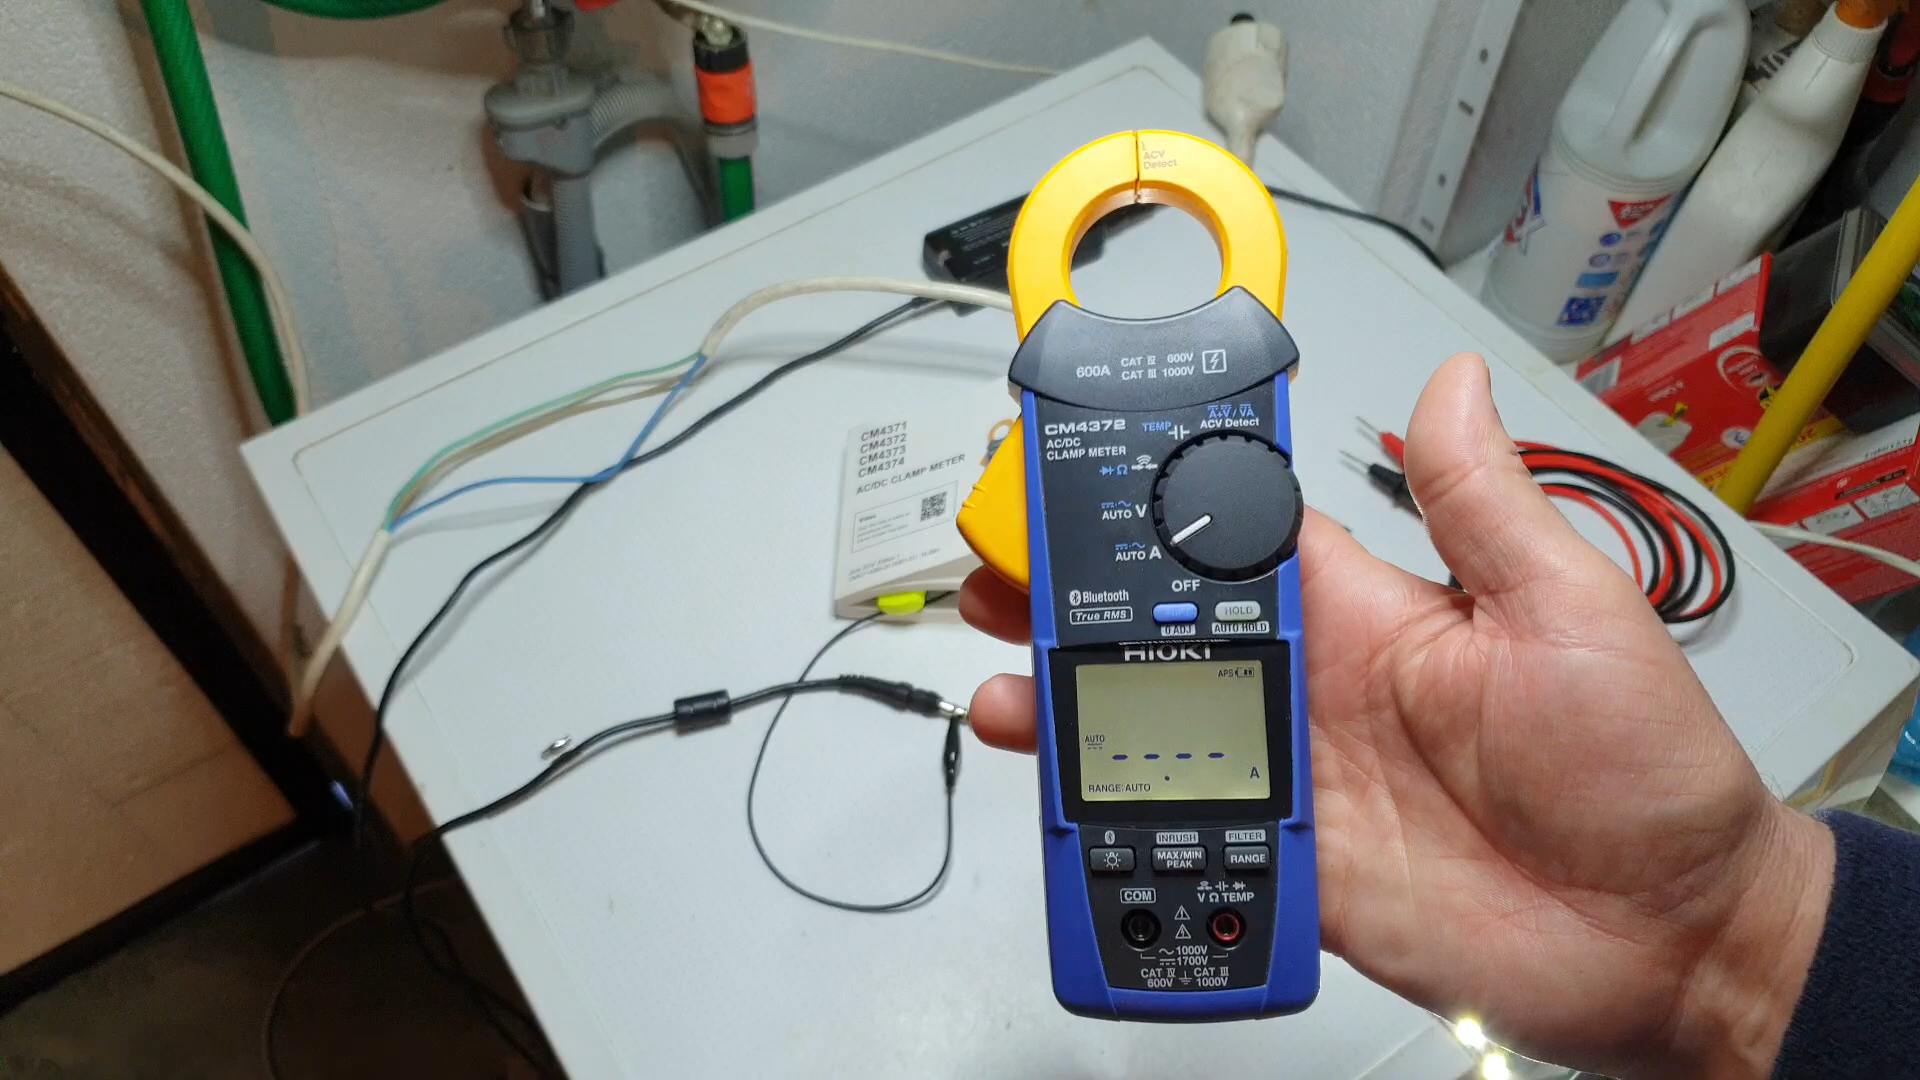 ACV
Detect
600A
CAT Ⅳ 600V
CAT Ⅲ 1000V
CM4372
AC/DC
CLAMP METER
TEMP
A+V / VA
ACV Detect
Ω
AUTO V
AUTO A
OFF
Bluetooth
True RMS
0 ADJ
HOLD
AUTO HOLD
HIOKI
APS
AUTO
- - - -
A
RANGE:AUTO
INRUSH
FILTER
MAX/MIN
PEAK
RANGE
COM
V Ω TEMP
1000V
1700V
CAT Ⅳ
600V
CAT Ⅲ
1000V
CM4371
CM4372
CM4373
CM4374
AC/DC CLAMP METER